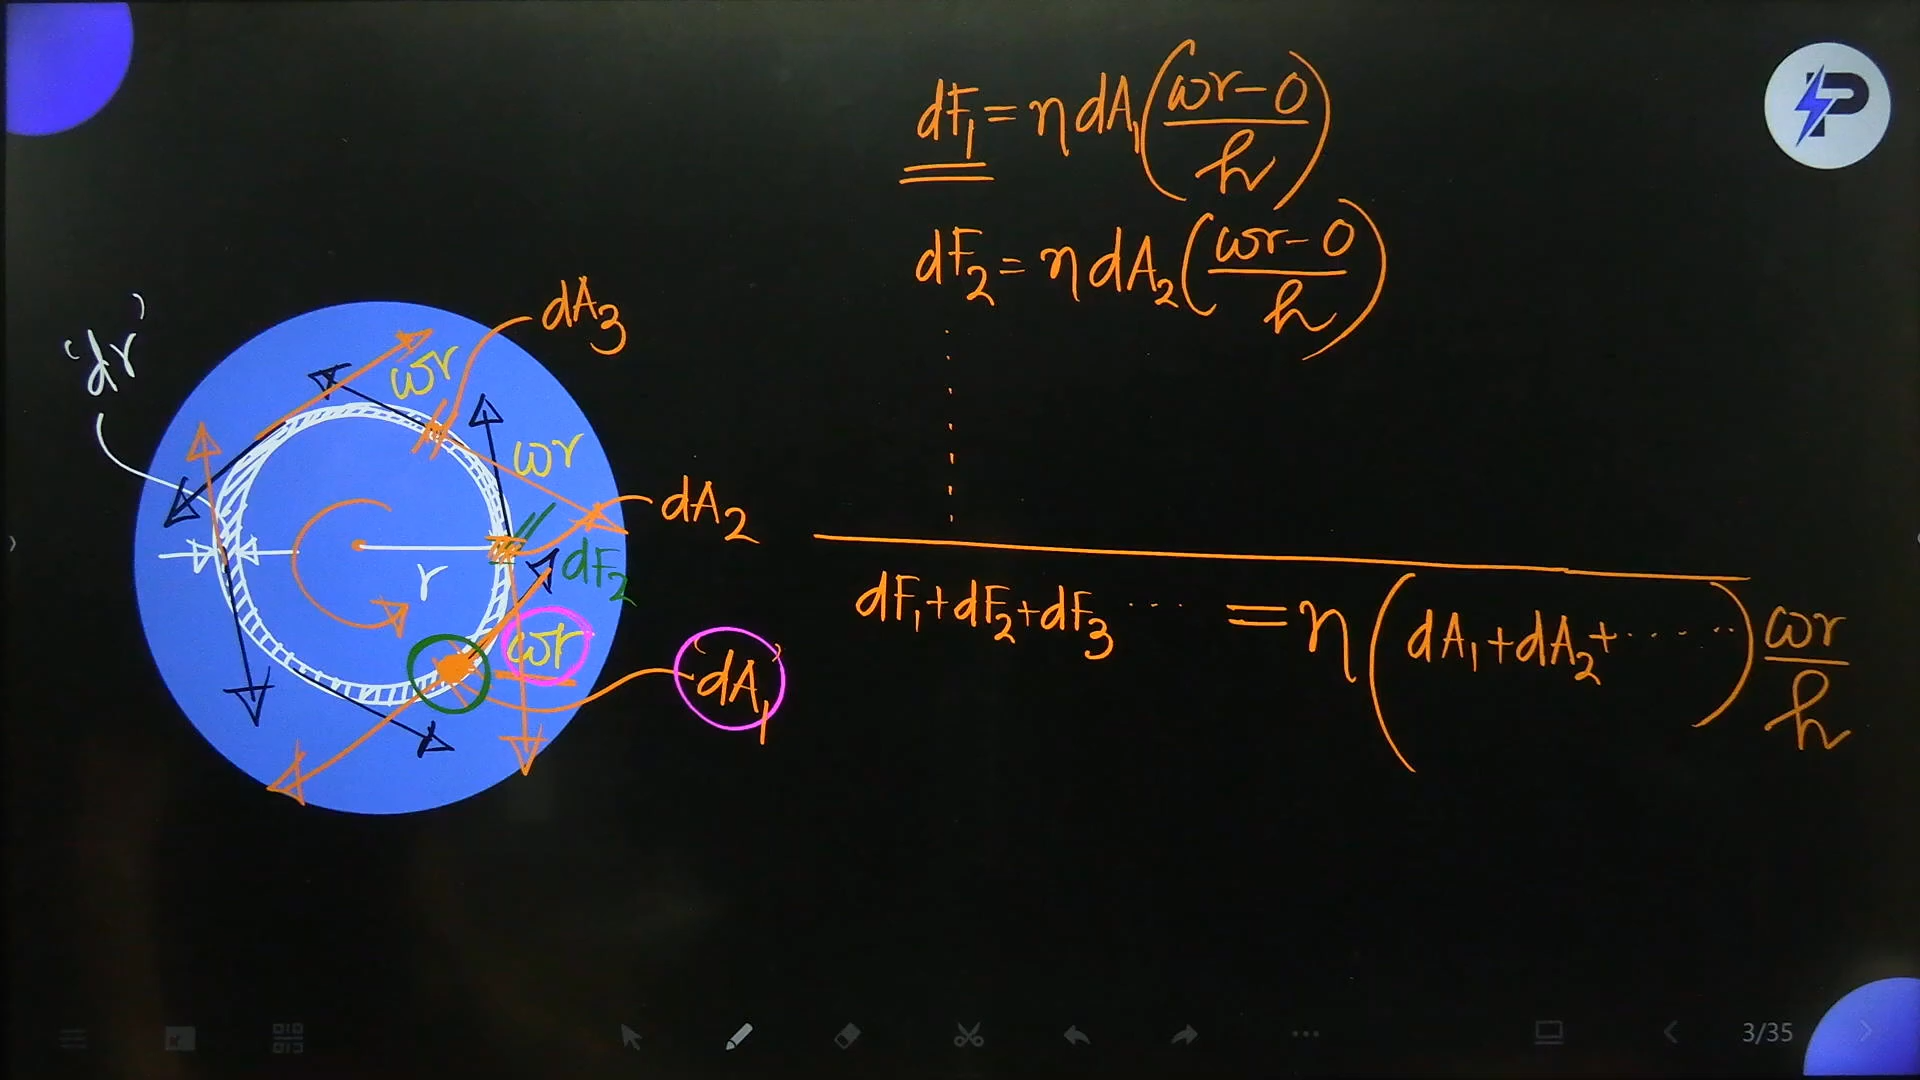 dF₁ = η dA₁ (ωr-0/h)
dF₂ = η dA₂ (ωr-0/h)
dF₁+dF₂+dF₃ ... = η (dA₁+dA₂+......) ωr/h
'dr'
dA₃
ωr
ωr
dA₂
dF₂
r
ωr
'dA₁'
P
3/35